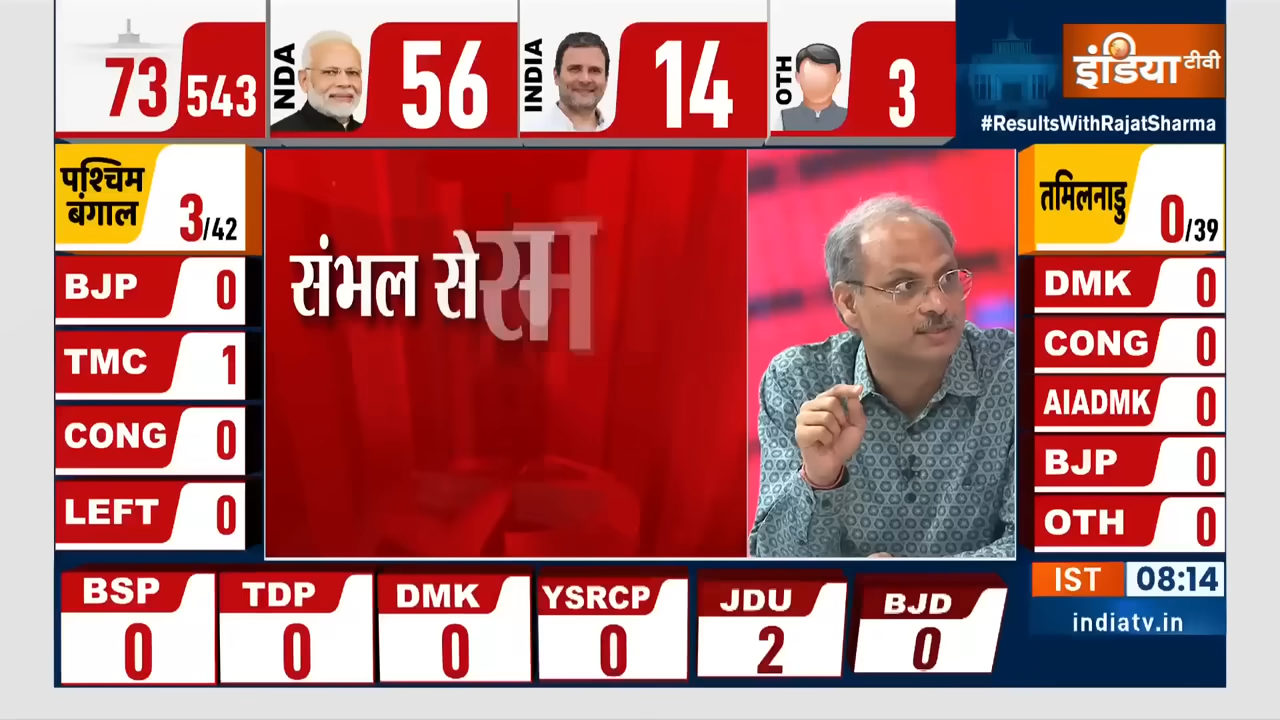 73 543
NDA 56
INDIA 14
OTH 3
इंडिया टीवी
#ResultsWithRajatSharma
पश्चिम
बंगाल
3/42
BJP 0
TMC 1
CONG 0
LEFT 0
संभल से
तमिलनाडु
0/39
DMK 0
CONG 0
AIADMK 0
BJP 0
OTH 0
IST 08:14
indiatv.in
BSP TDP DMK YSRCP JDU BJD
0 0 0 0 2 0